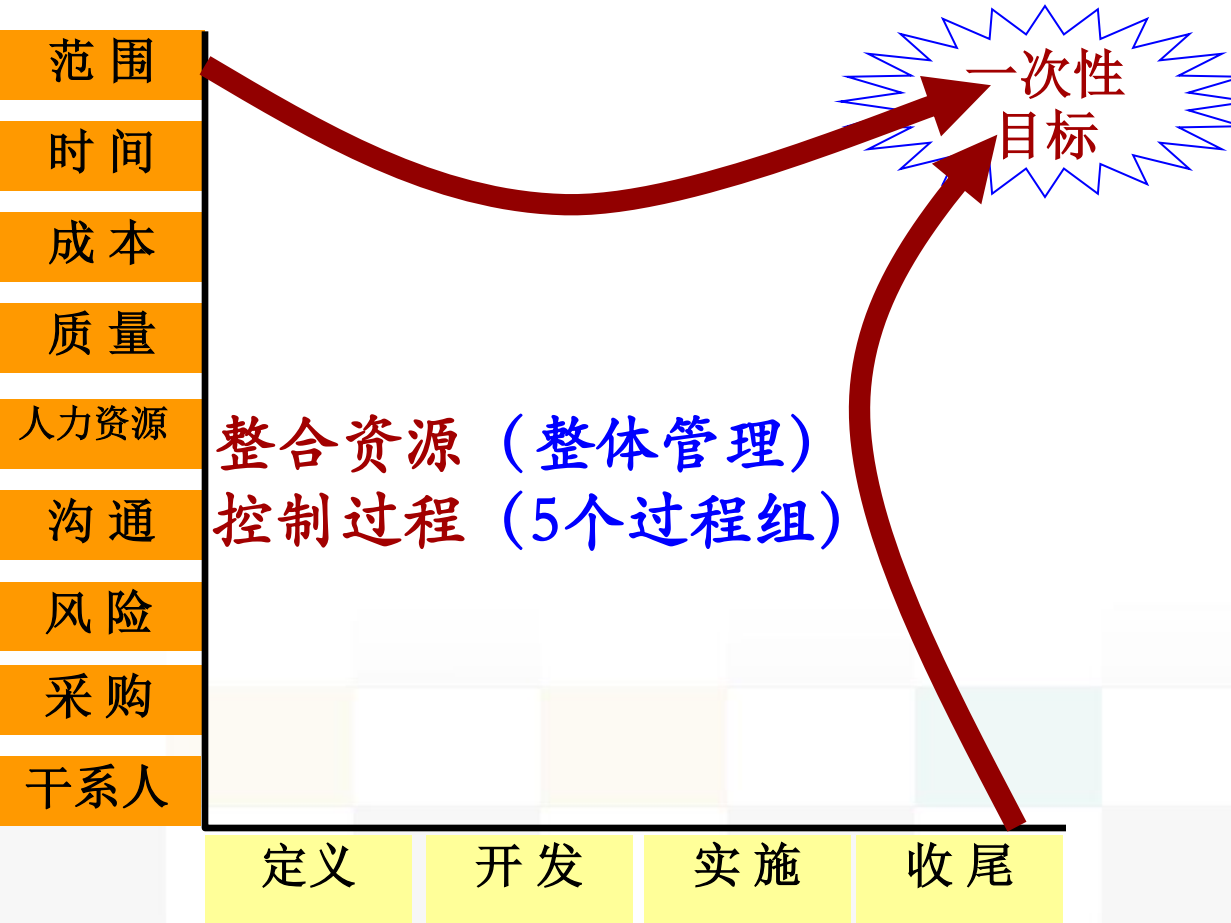 范围
时间
成本
质量
人力资源
沟通
风险
采购
干系人
一次性
目标
整合资源（整体管理）
控制过程（5个过程组）
定义
开发
实施
收尾